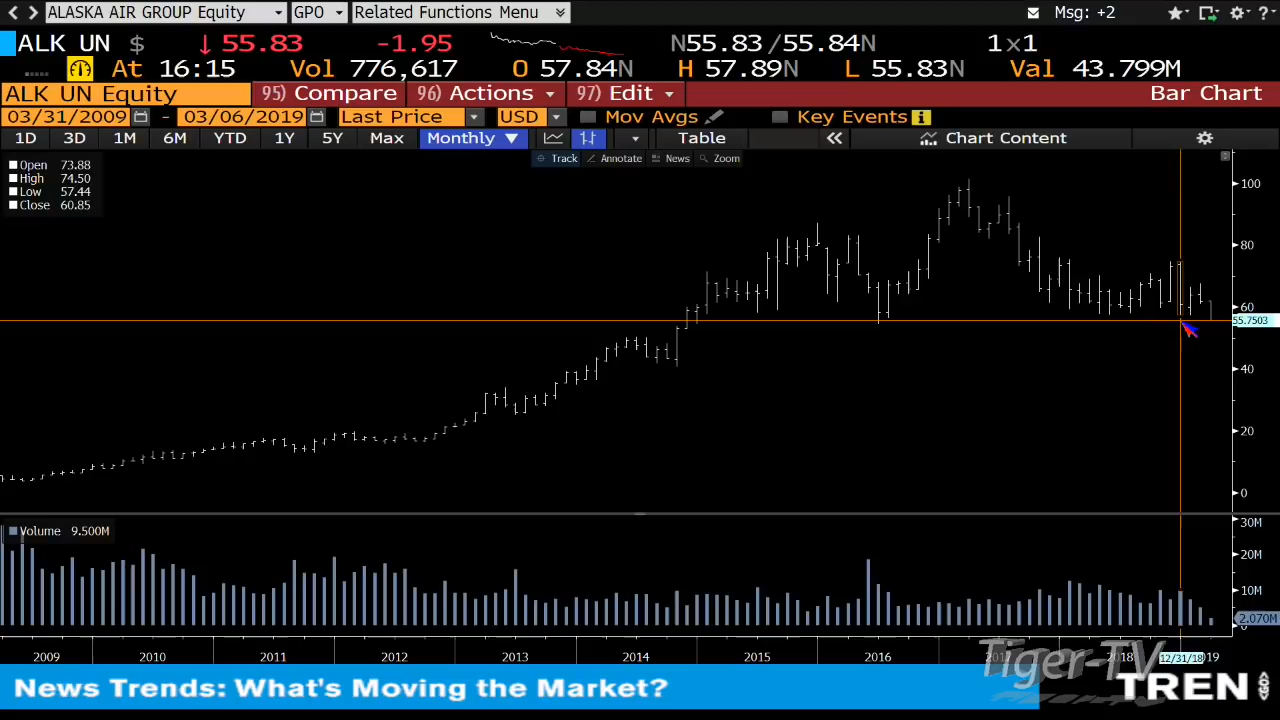 ALASKA AIR GROUP Equity GPO Related Functions Menu Msg: +2
ALK UN $ ↓ 55.83 -1.95 N55.83 / 55.84N 1x1
At 16:15 Vol 776,617 O 57.84N H 57.89N L 55.83N Val 43.799M
ALK UN Equity 95) Compare 96) Actions 97) Edit Bar Chart
03/31/2009 - 03/06/2019 Last Price USD Mov Avgs Key Events
1D 3D 1M 6M YTD 1Y 5Y Max Monthly ▼ Table « Chart Content
Track Annotate News Zoom
Open 73.88
High 74.50
Low 57.44
Close 60.85
100
80
60
55.7503
40
20
0
Volume 9.500M
30M
20M
10M
2.070M
0
2009 2010 2011 2012 2013 2014 2015 2016 2018 12/31/18
Tiger-TV
News Trends: What's Moving the Market?
TREN